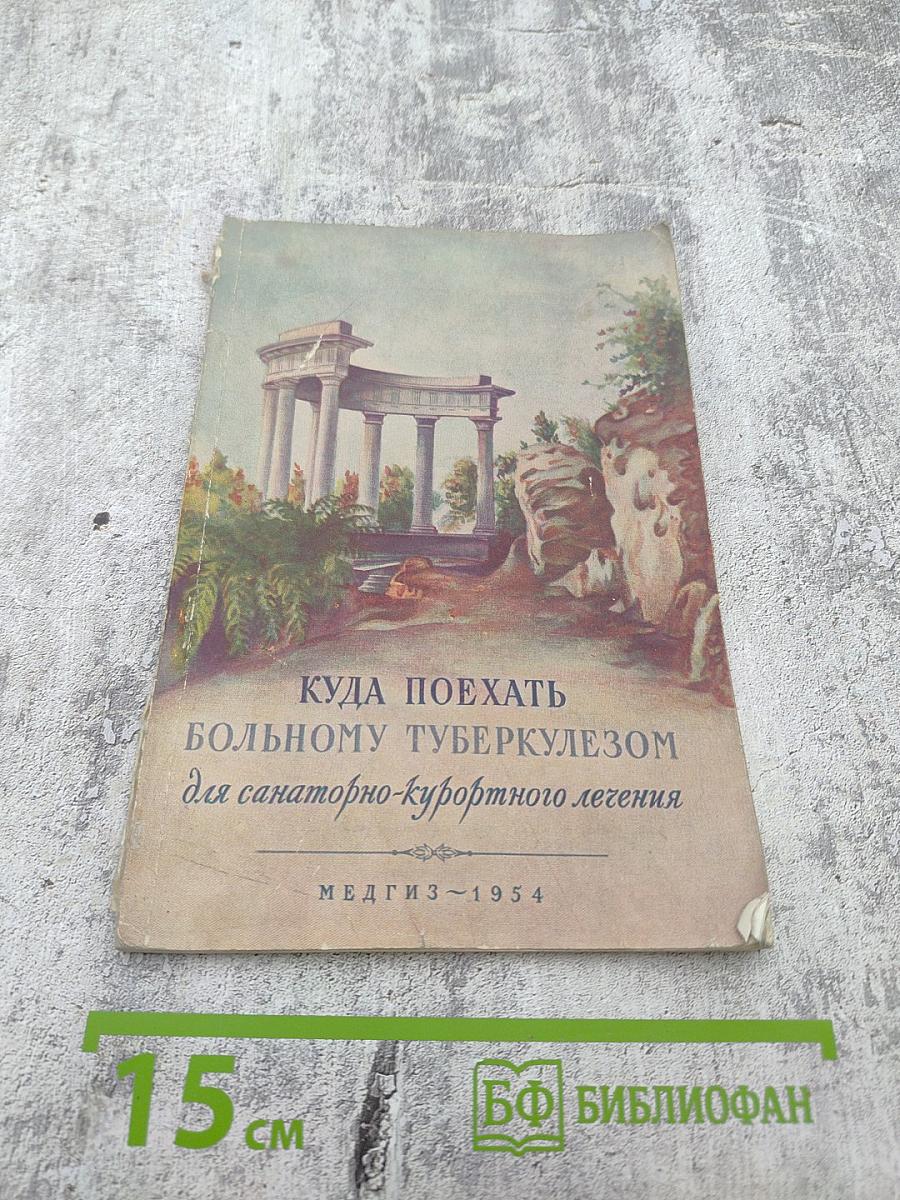 КУДА ПОЕХАТЬ
БОЛЬНОМУ ТУБЕРКУЛЕЗОМ
для санаторно-курортного лечения
МЕДГИЗ~1954
15 см
БФ БИБЛИОФАН